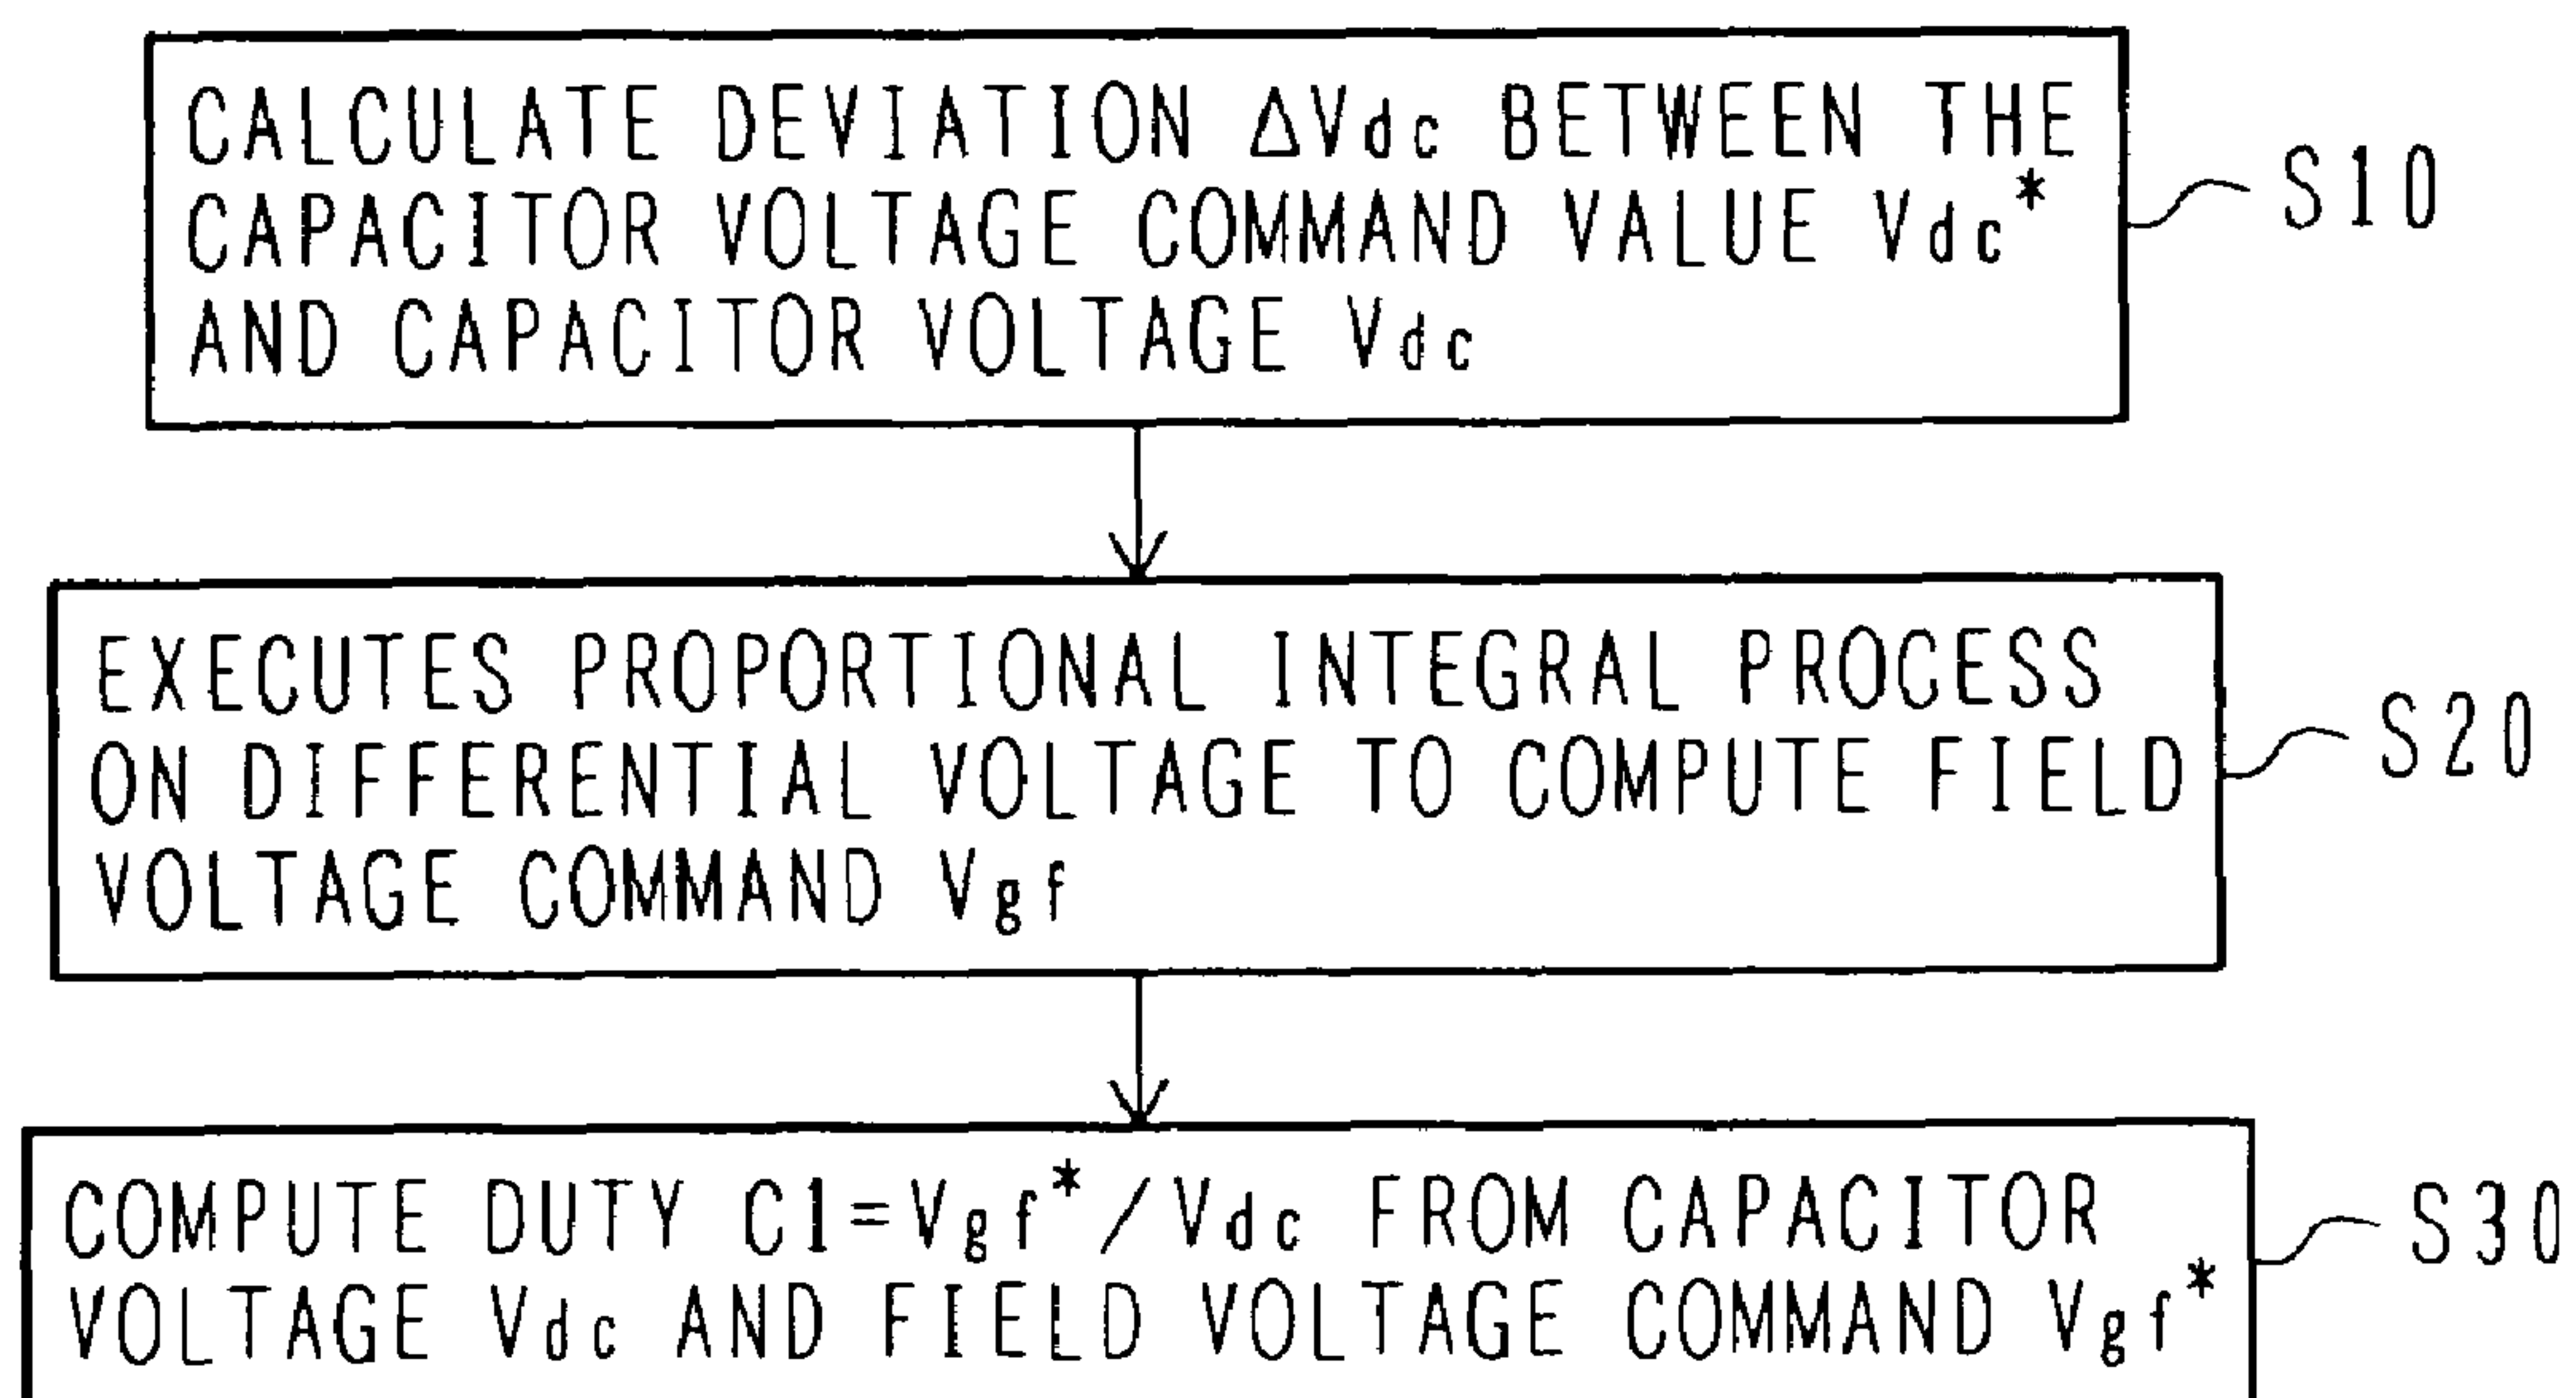 CALCULATE DEVIATION ΔVdc BETWEEN THE
CAPACITOR VOLTAGE COMMAND VALUE Vdc*
AND CAPACITOR VOLTAGE Vdc
S10
EXECUTES PROPORTIONAL INTEGRAL PROCESS
ON DIFFERENTIAL VOLTAGE TO COMPUTE FIELD
VOLTAGE COMMAND Vgf
S20
COMPUTE DUTY C1=Vgf*/Vdc FROM CAPACITOR
VOLTAGE Vdc AND FIELD VOLTAGE COMMAND Vgf*
S30